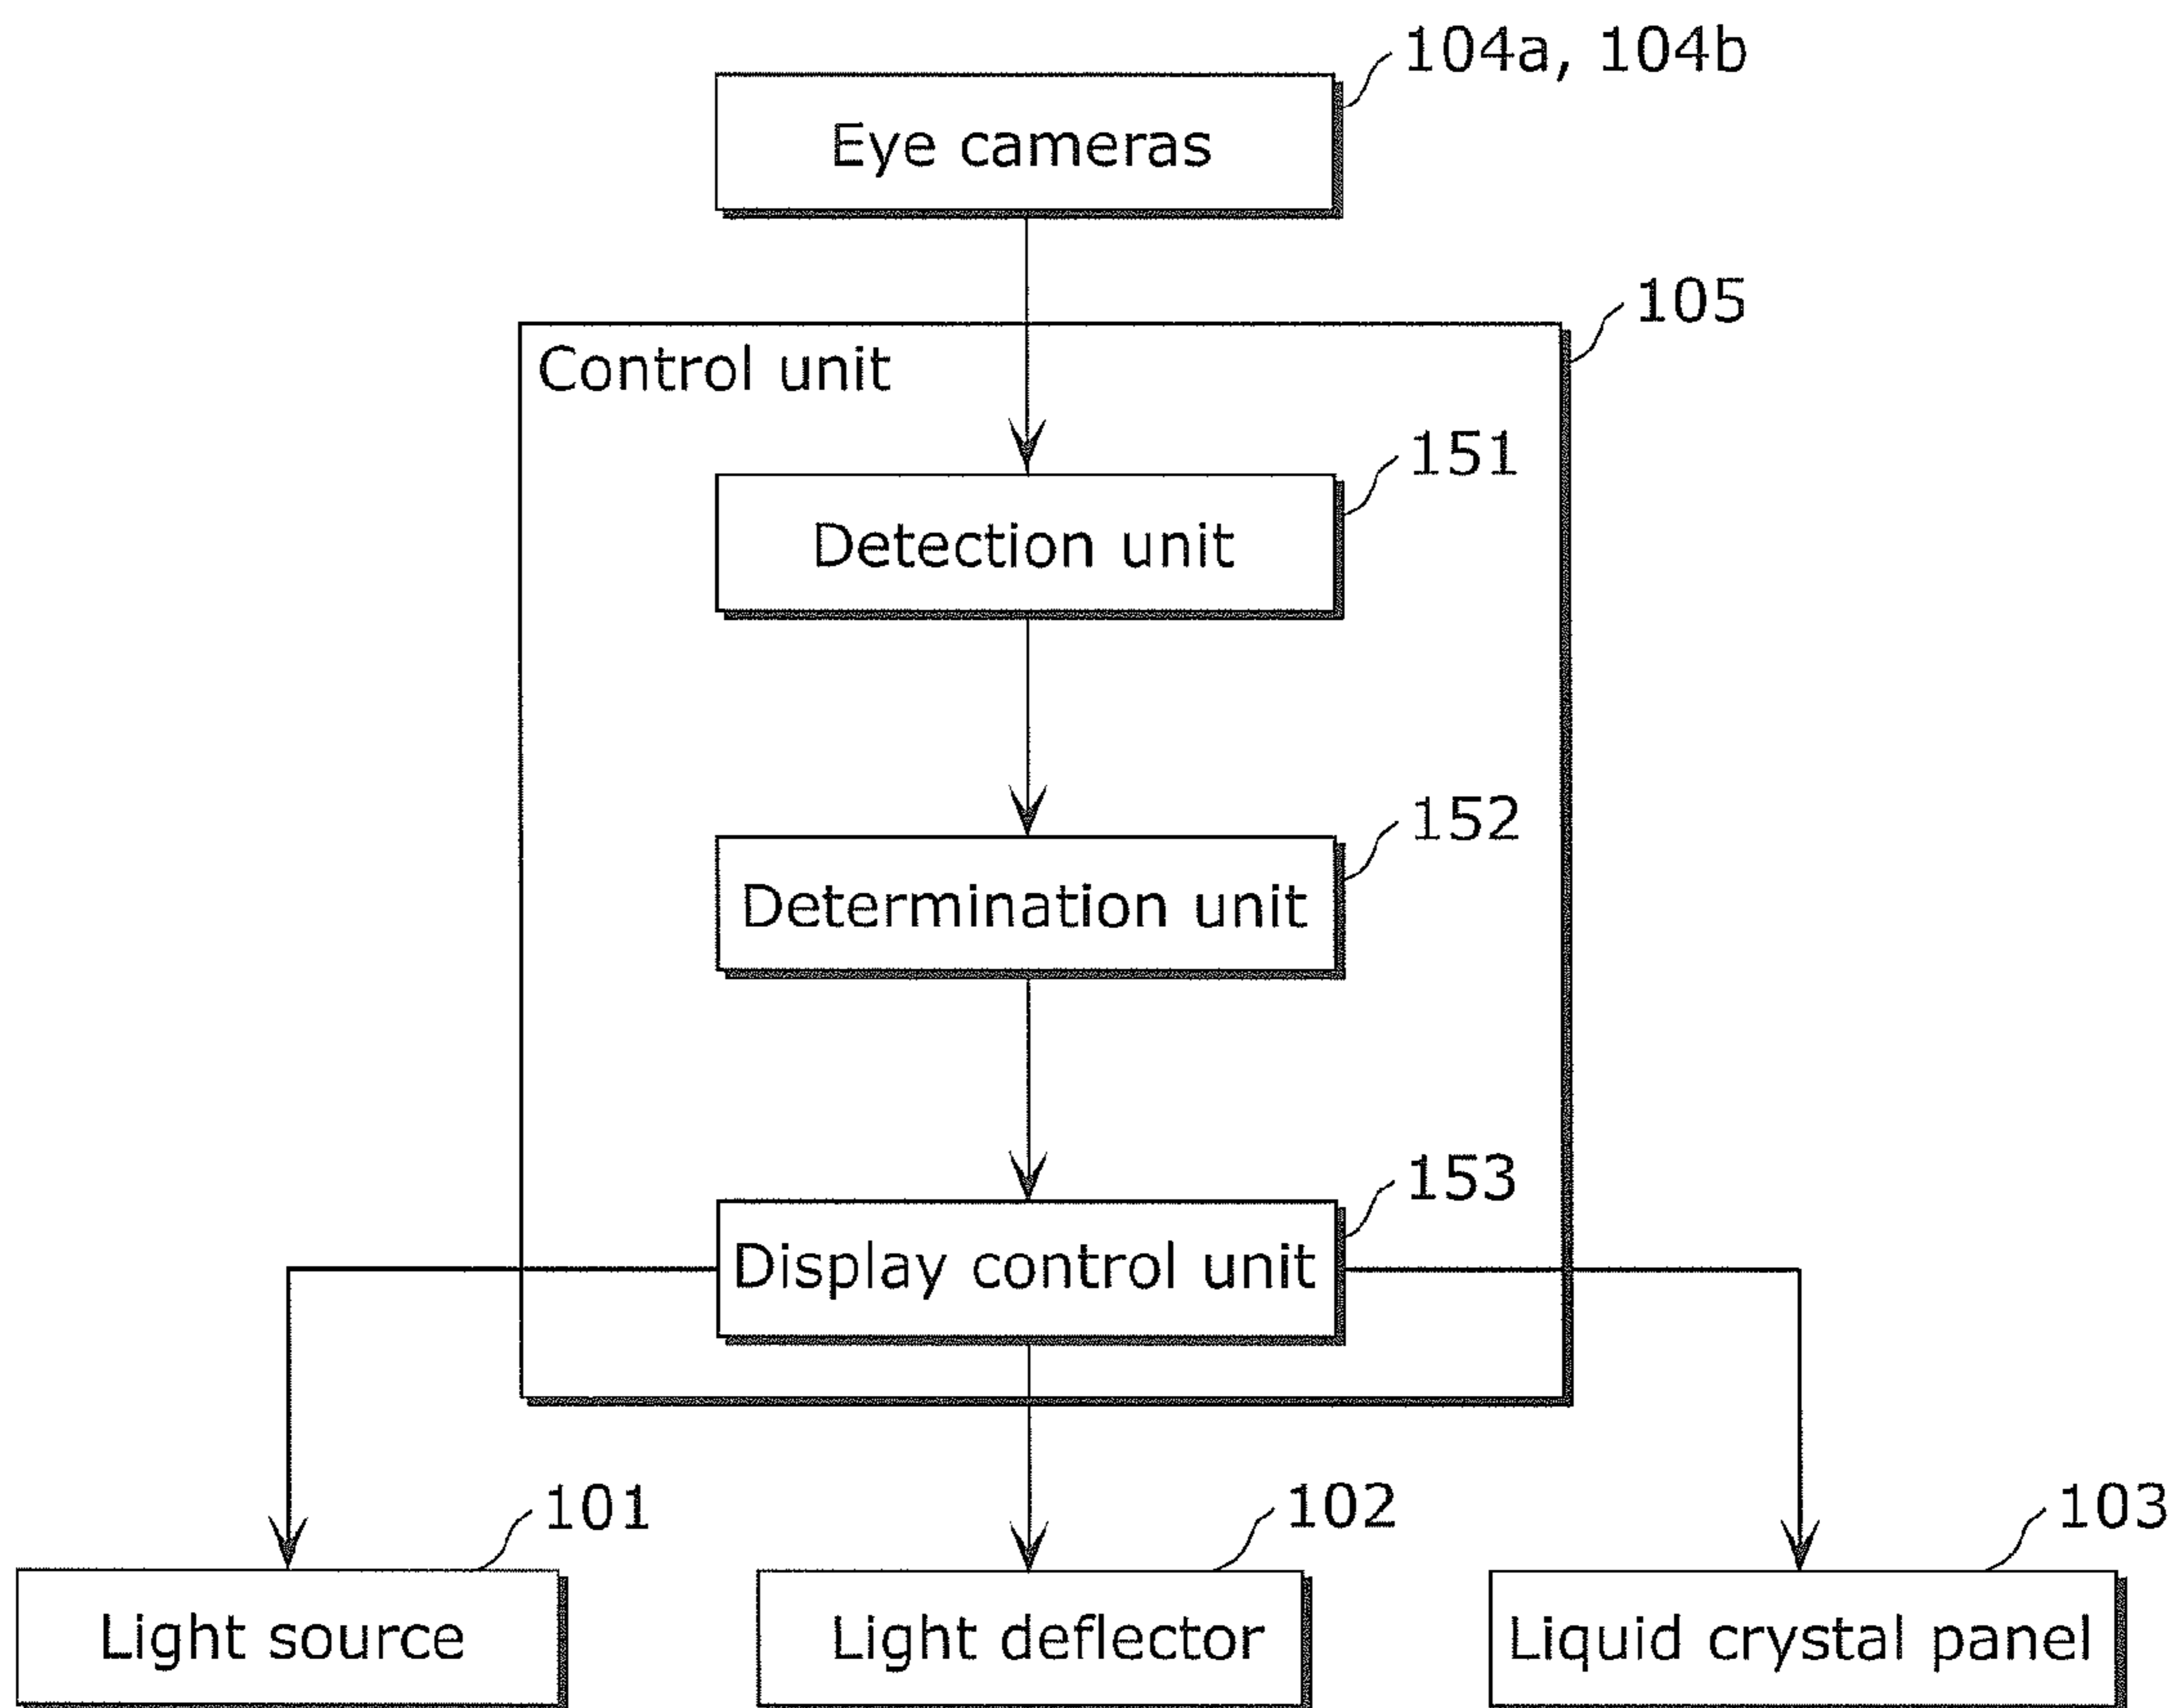 104a, 104b
Eye cameras
105
Control unit
151
Detection unit
152
Determination unit
153
Display control unit
101
102
103
Light source
Light deflector
Liquid crystal panel